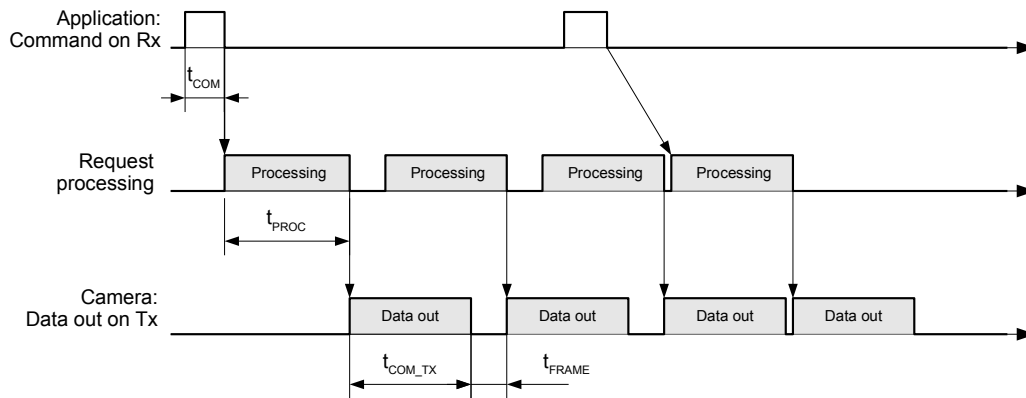 Application:
Command on Rx
t_COM
Request
processing
Processing
Processing
Processing
Processing
t_PROC
Camera:
Data out on Tx
Data out
Data out
Data out
Data out
t_COM_TX
t_FRAME